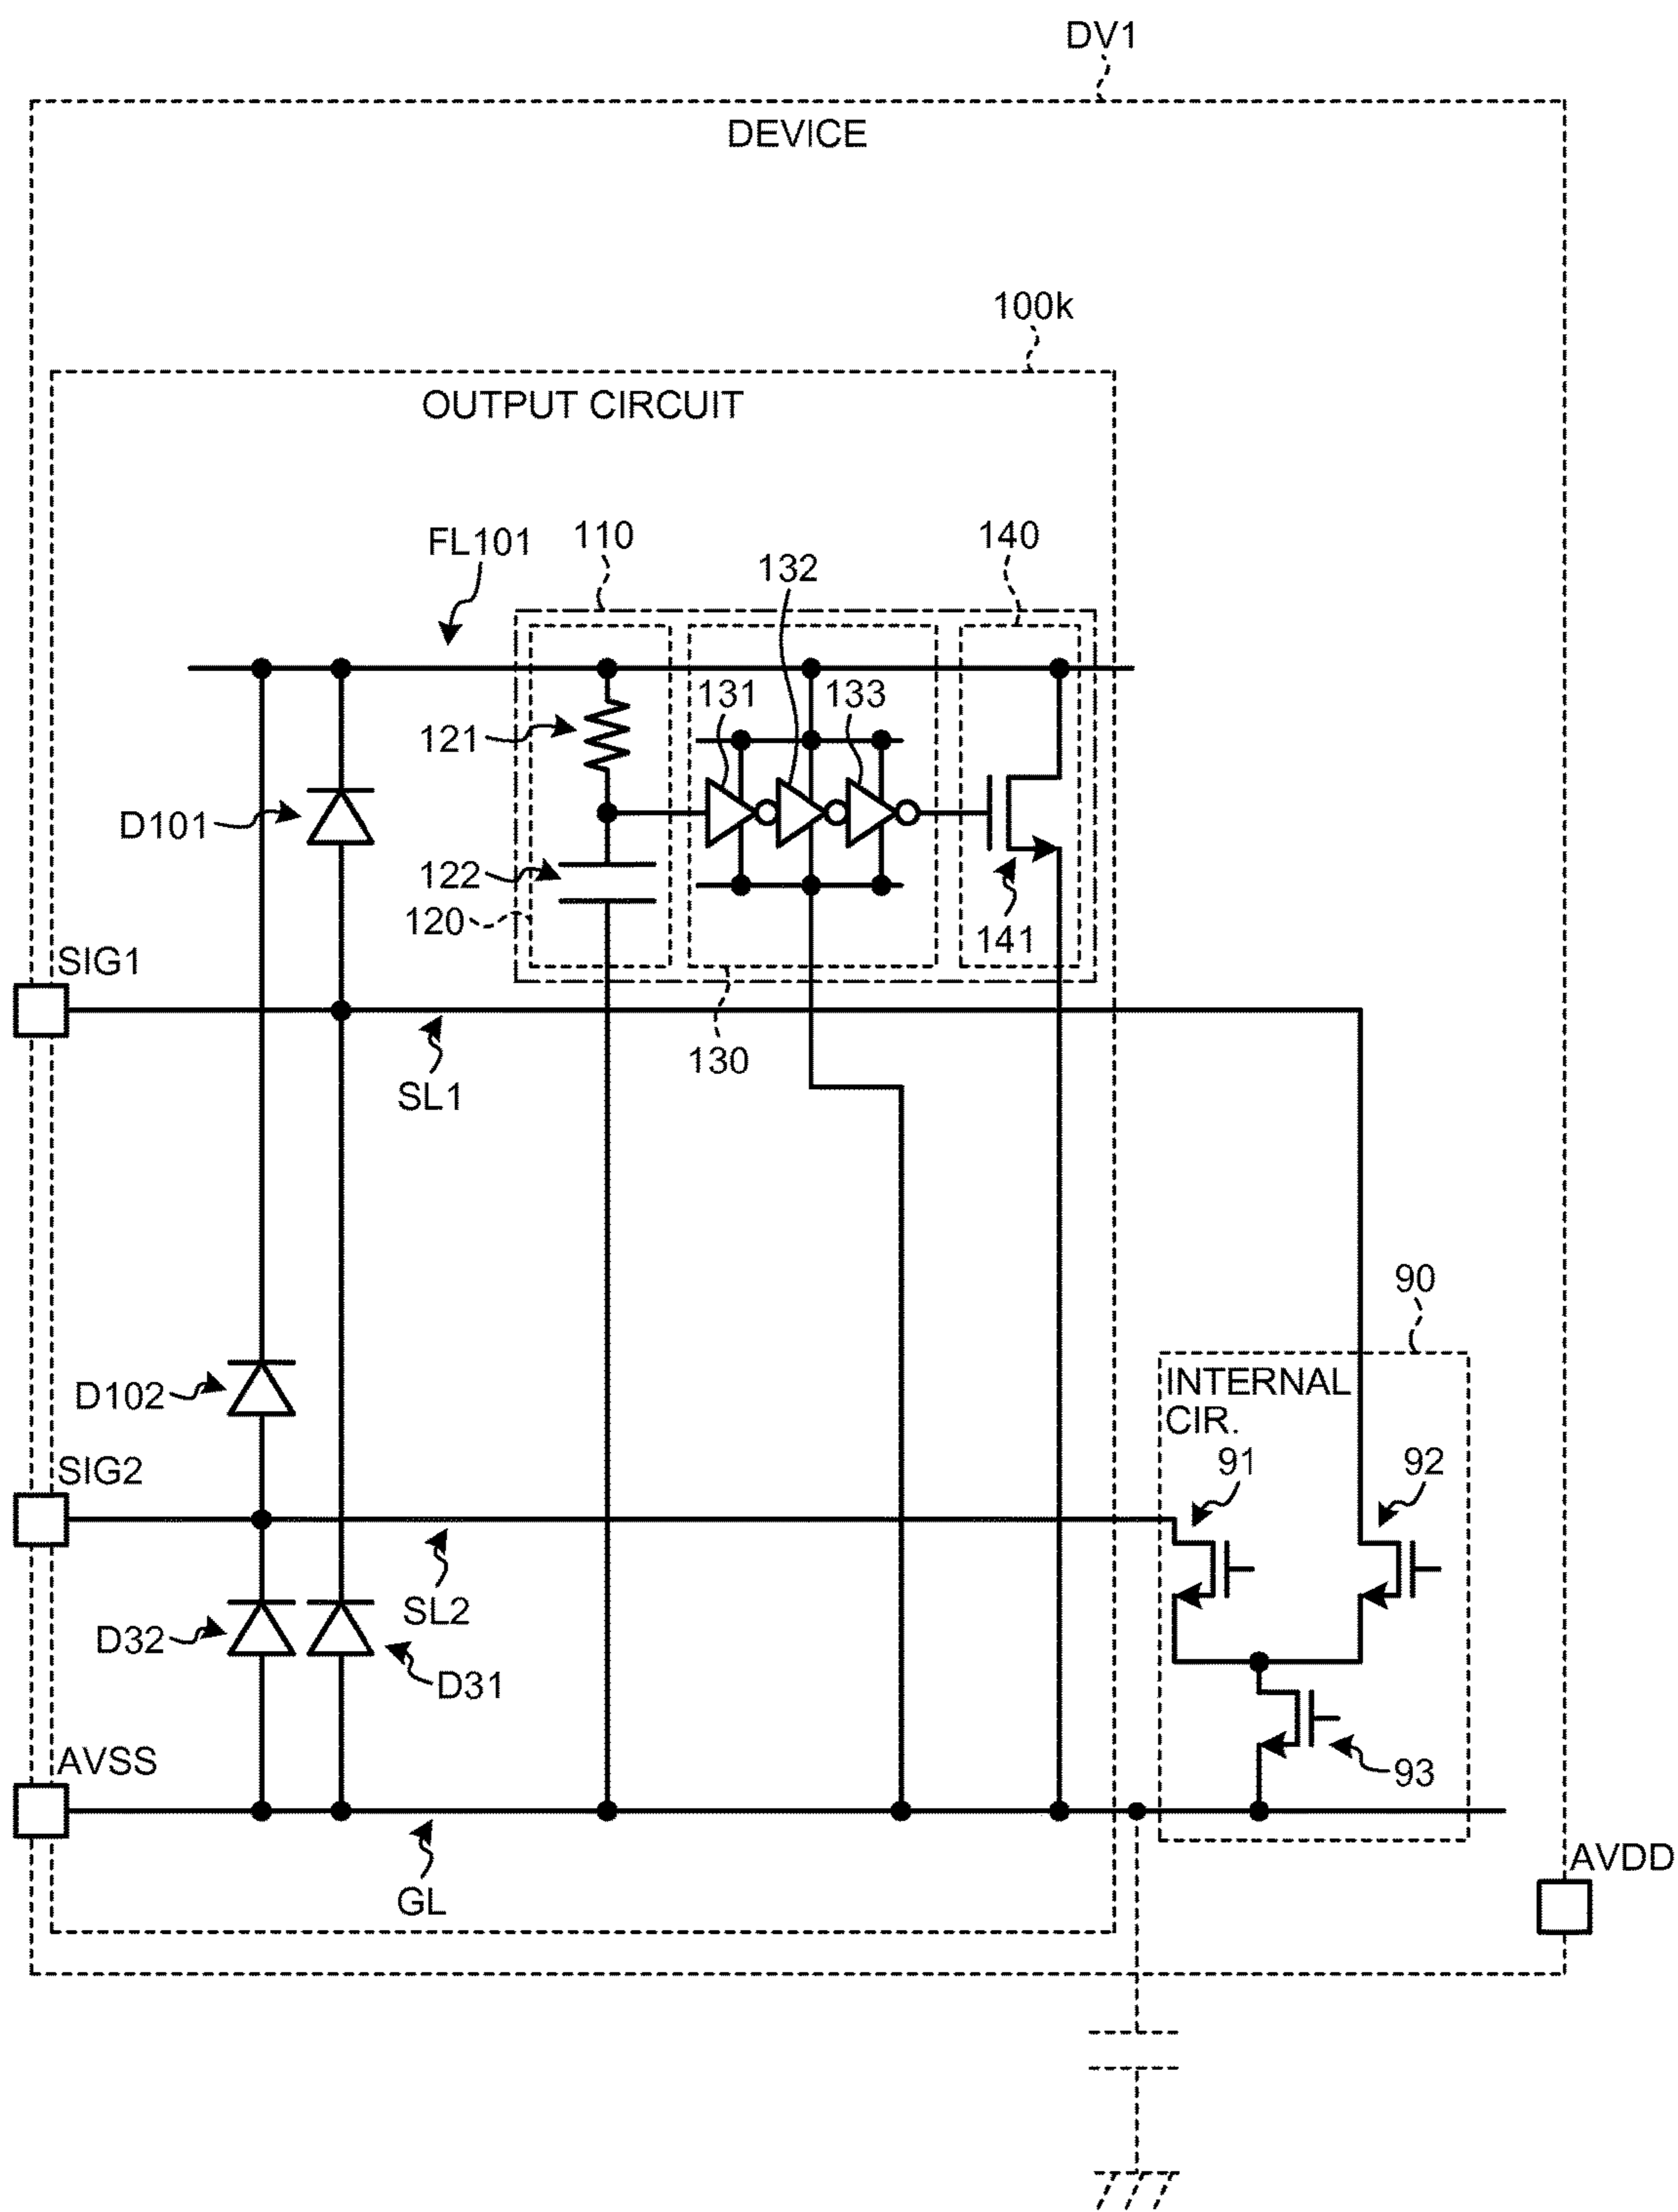 DV1
DEVICE
100k
OUTPUT CIRCUIT
FL101
110
132
140
131
133
121
D101
122
120
141
SIG1
130
SL1
90
INTERNAL
CIR.
D102
91
92
SIG2
SL2
D32
D31
93
AVSS
GL
AVDD